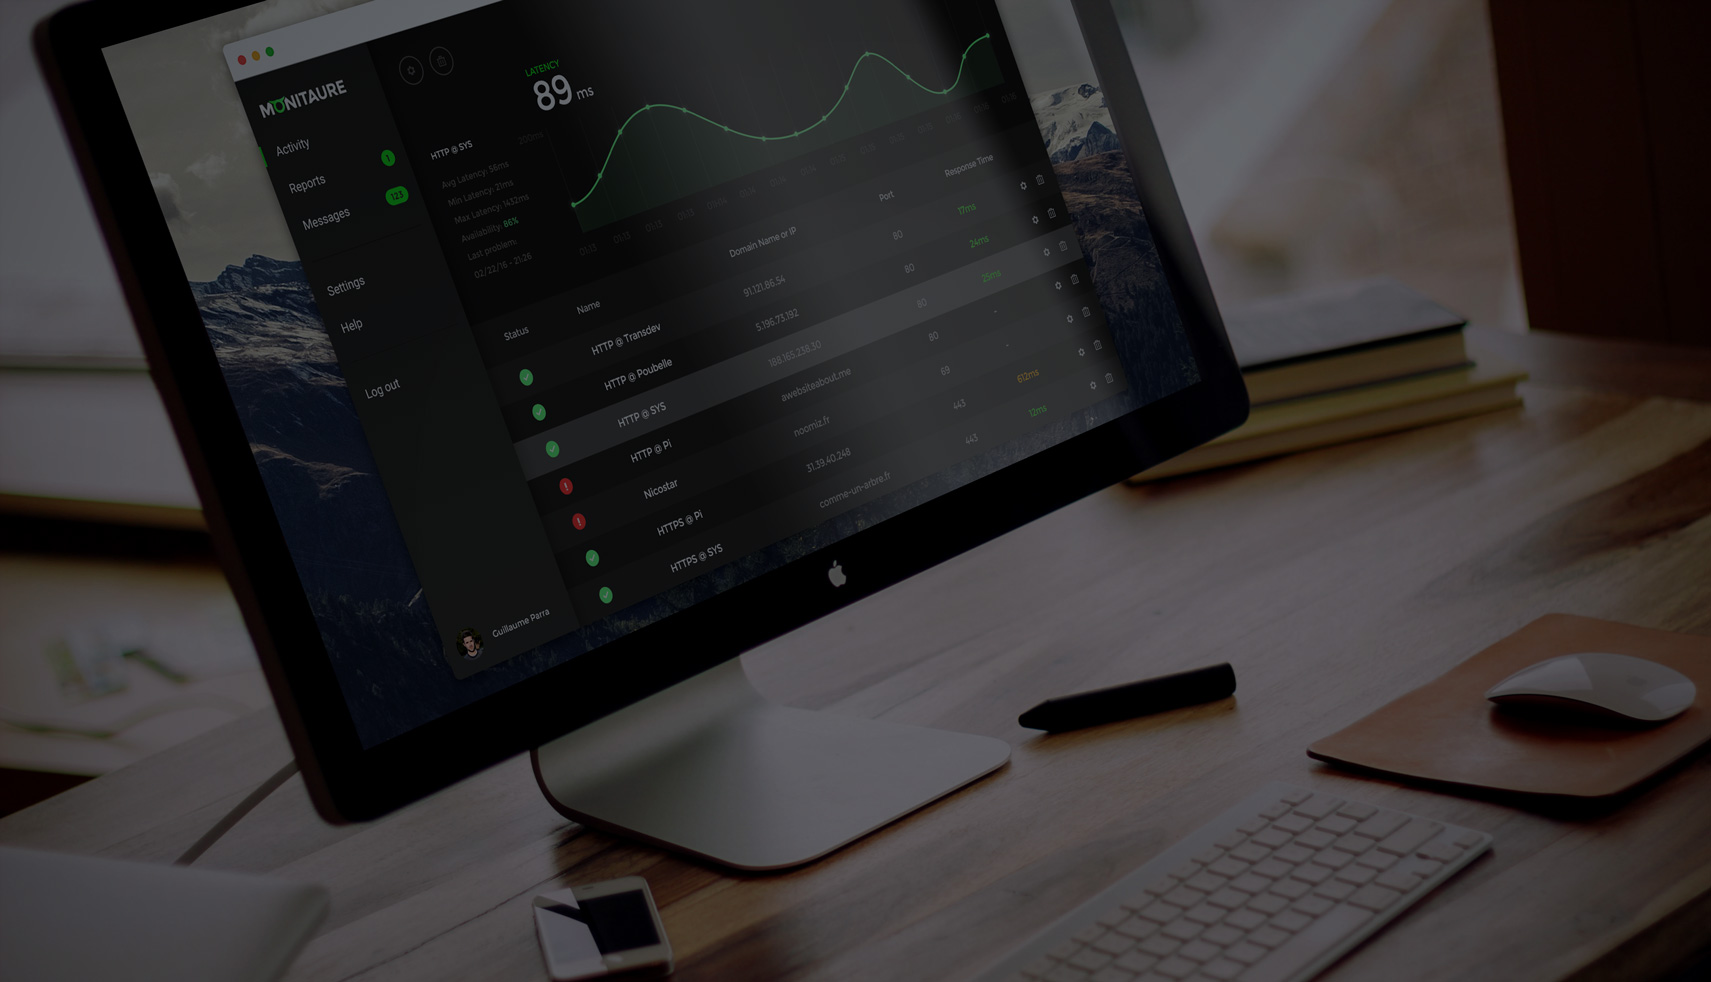 MONITAURE
Activity
Reports 1
Messages 123
Settings
Help
Log out
Guillaume Parra
LATENCY
89 ms
HTTP @ SYS
Avg Latency: 56ms
Min Latency: 21ms
Max Latency: 1432ms
Availability: 86%
Last problem:
02/22/16 - 21:26
Status Name Domain Name or IP Port Response Time
HTTP @ Transdev 91.121.86.54 80 17ms
HTTP @ Poubelle 5.196.73.192 80 24ms
HTTP @ SYS 188.165.238.30 80 25ms
HTTP @ Pi awebsiteabout.me 80 -
Nicostar noomiz.fr 69 -
HTTPS @ Pi 31.39.40.248 443 612ms
HTTPS @ SYS comme-un-arbre.fr 443 12ms